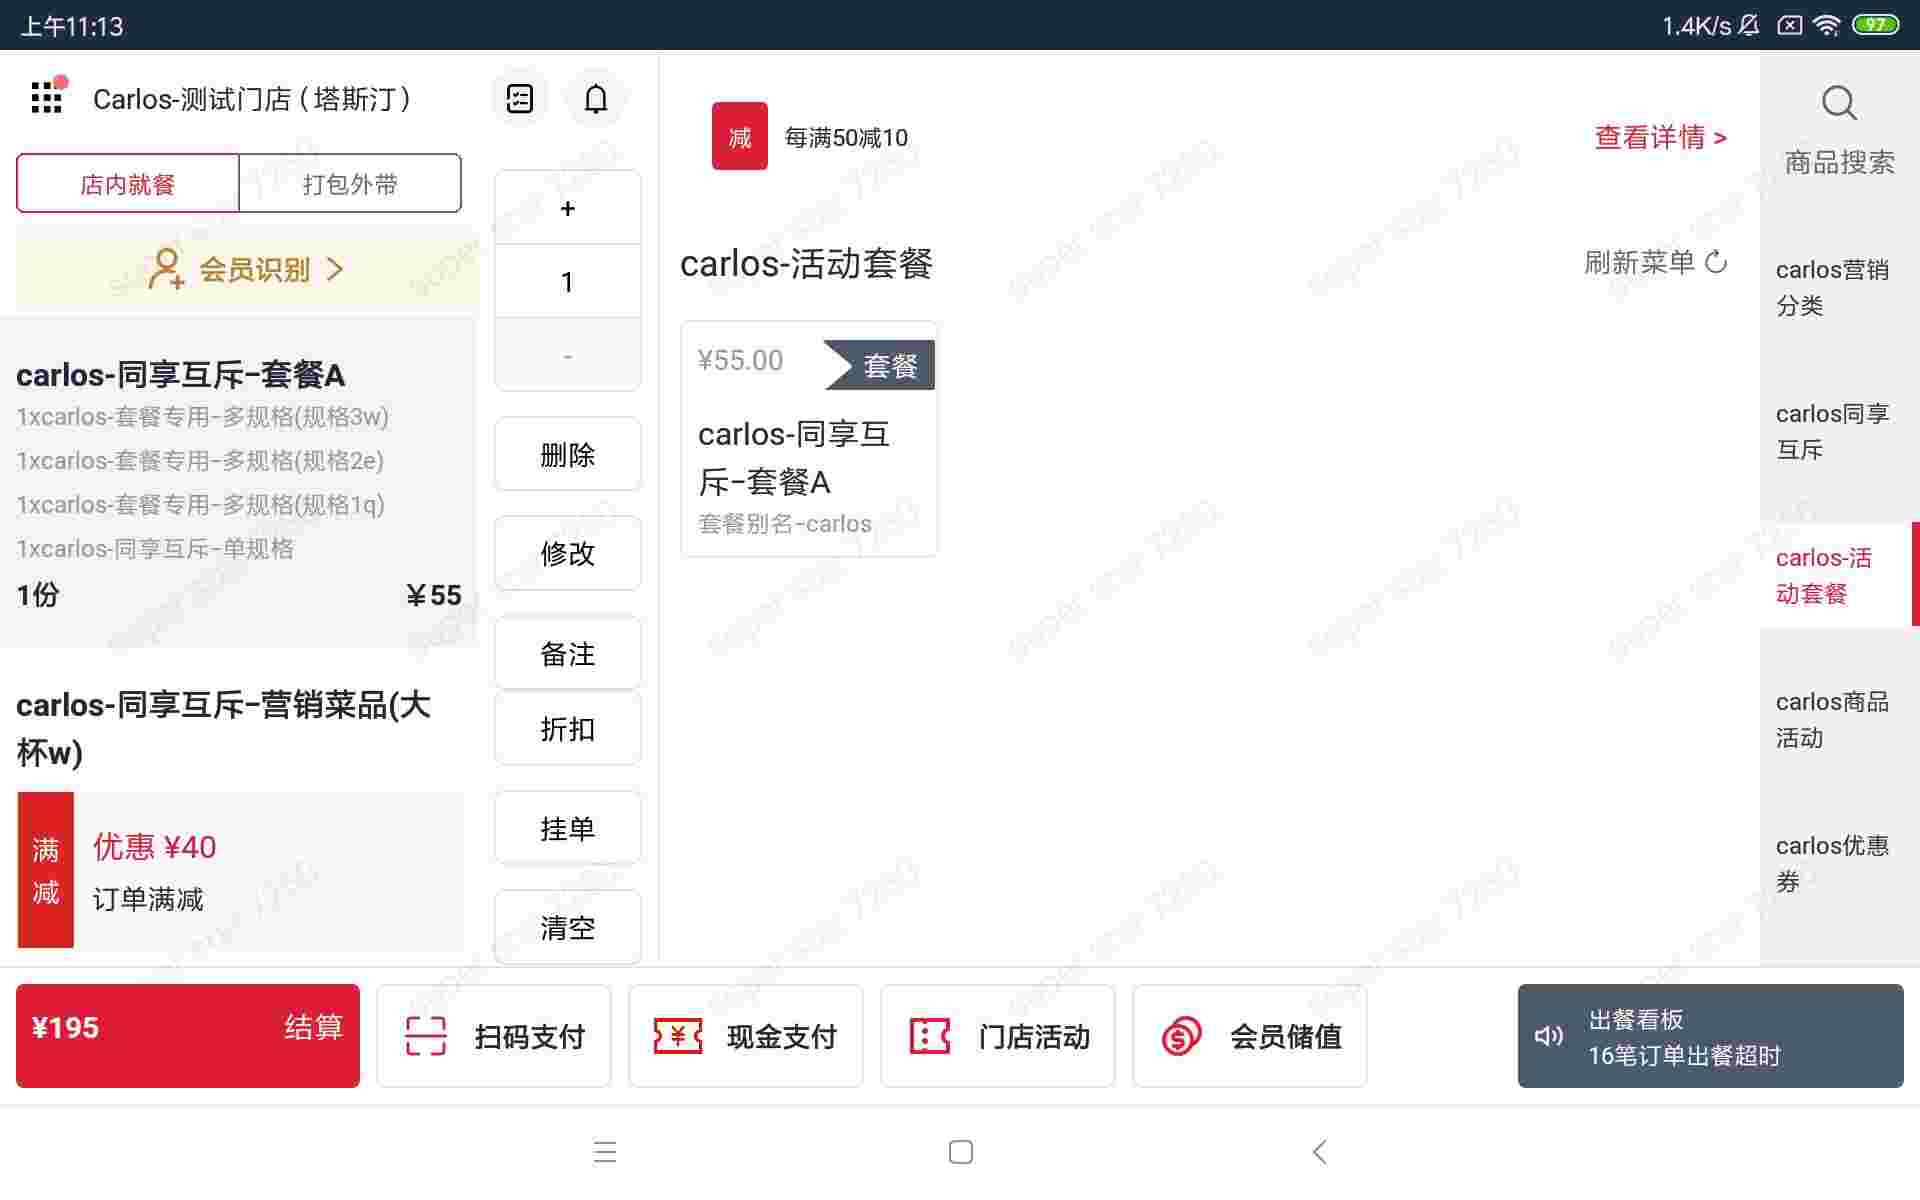 上午11:13
1.4K/s
97
Carlos-测试门店（塔斯汀）
店内就餐
打包外带
会员识别 >
carlos-同享互斥-套餐A
1xcarlos-套餐专用-多规格(规格3w)
1xcarlos-套餐专用-多规格(规格2e)
1xcarlos-套餐专用-多规格(规格1q)
1xcarlos-同享互斥-单规格
1份
¥55
carlos-同享互斥-营销菜品(大
杯w)
满减
优惠 ¥40
订单满减
+
1
-
删除
修改
备注
折扣
挂单
清空
减
每满50减10
查看详情 >
carlos-活动套餐
刷新菜单
¥55.00
套餐
carlos-同享互
斥-套餐A
套餐别名-carlos
商品搜索
carlos营销
分类
carlos同享
互斥
carlos-活
动套餐
carlos商品
活动
carlos优惠
券
¥195
结算
扫码支付
现金支付
门店活动
会员储值
出餐看板
16笔订单出餐超时